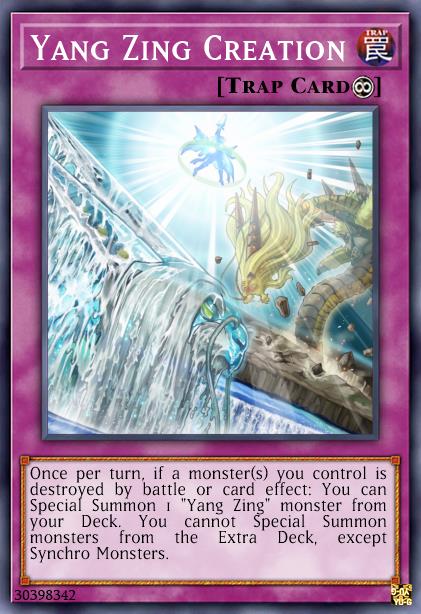 Yang Zing Creation
TRAP
罠
[Trap Card]
Once per turn, if a monster(s) you control is
destroyed by battle or card effect: You can
Special Summon 1 "Yang Zing" monster from
your Deck. You cannot Special Summon
monsters from the Extra Deck, except
Synchro Monsters.
30398342